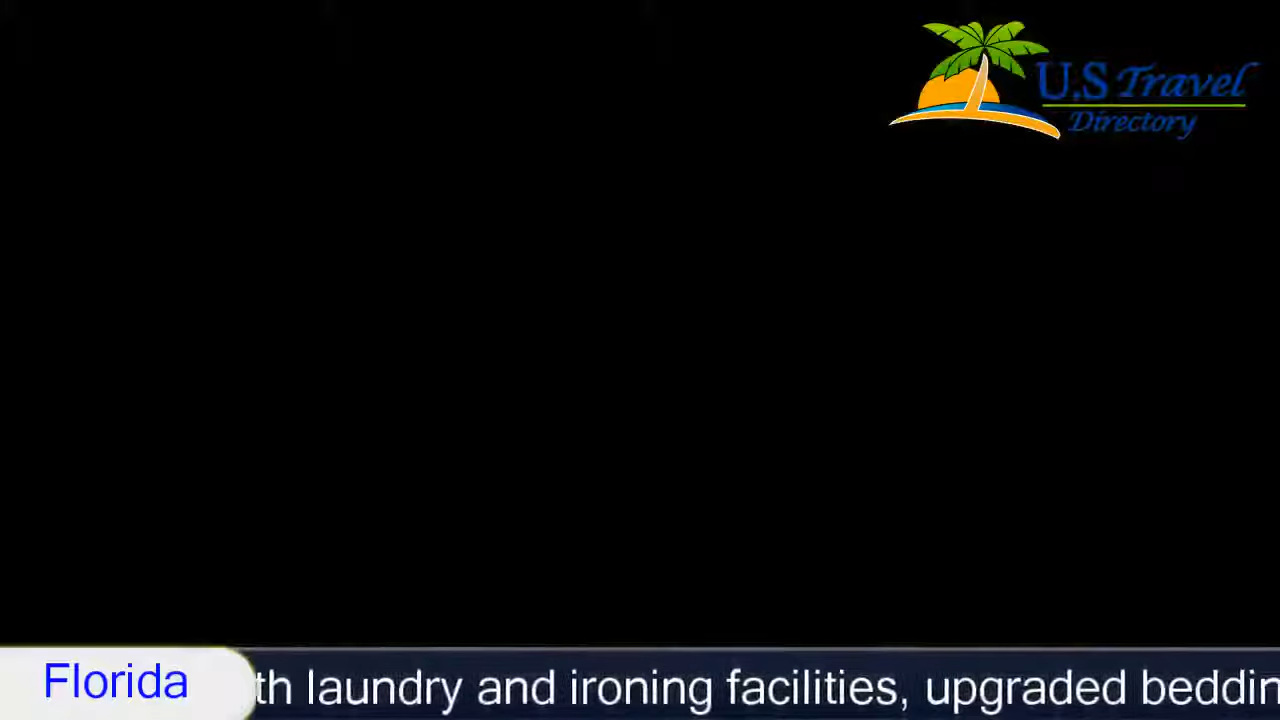 U.S Travel
Directory
Florida
th laundry and ironing facilities, upgraded beddin